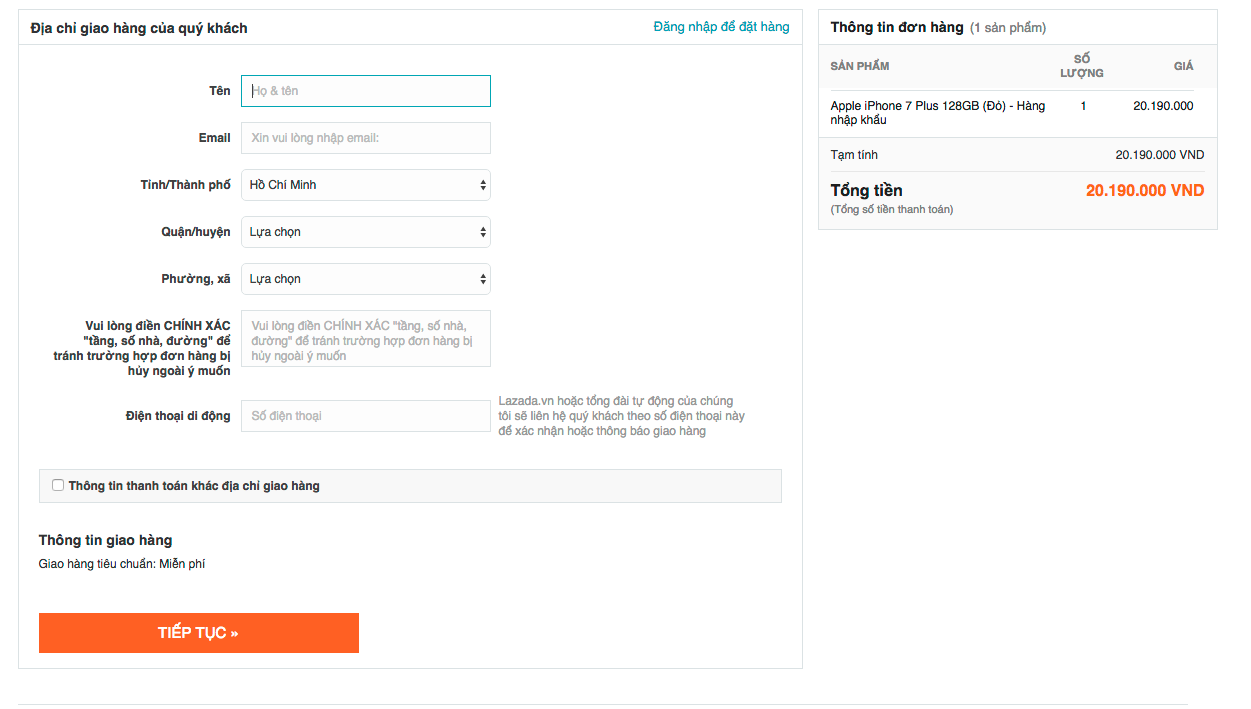 Địa chỉ giao hàng của quý khách
Đăng nhập để đặt hàng
Tên
Họ & tên
Email
Xin vui lòng nhập email:
Tỉnh/Thành phố
Hồ Chí Minh
Quận/huyện
Lựa chọn
Phường, xã
Lựa chọn
Vui lòng điền CHÍNH XÁC
"tầng, số nhà, đường" để
tránh trường hợp đơn hàng bị
hủy ngoài ý muốn
Vui lòng điền CHÍNH XÁC "tầng, số nhà,
đường" để tránh trường hợp đơn hàng bị
hủy ngoài ý muốn
Điện thoại di động
Số điện thoại
Lazada.vn hoặc tổng đài tự động của chúng
tôi sẽ liên hệ quý khách theo số điện thoại này
để xác nhận hoặc thông báo giao hàng
Thông tin thanh toán khác địa chỉ giao hàng
Thông tin giao hàng
Giao hàng tiêu chuẩn: Miễn phí
TIẾP TỤC »
Thông tin đơn hàng (1 sản phẩm)
SẢN PHẨM
SỐ
LƯỢNG
GIÁ
Apple iPhone 7 Plus 128GB (Đỏ) - Hàng
nhập khẩu
1
20.190.000
Tạm tính
20.190.000 VND
Tổng tiền
20.190.000 VND
(Tổng số tiền thanh toán)